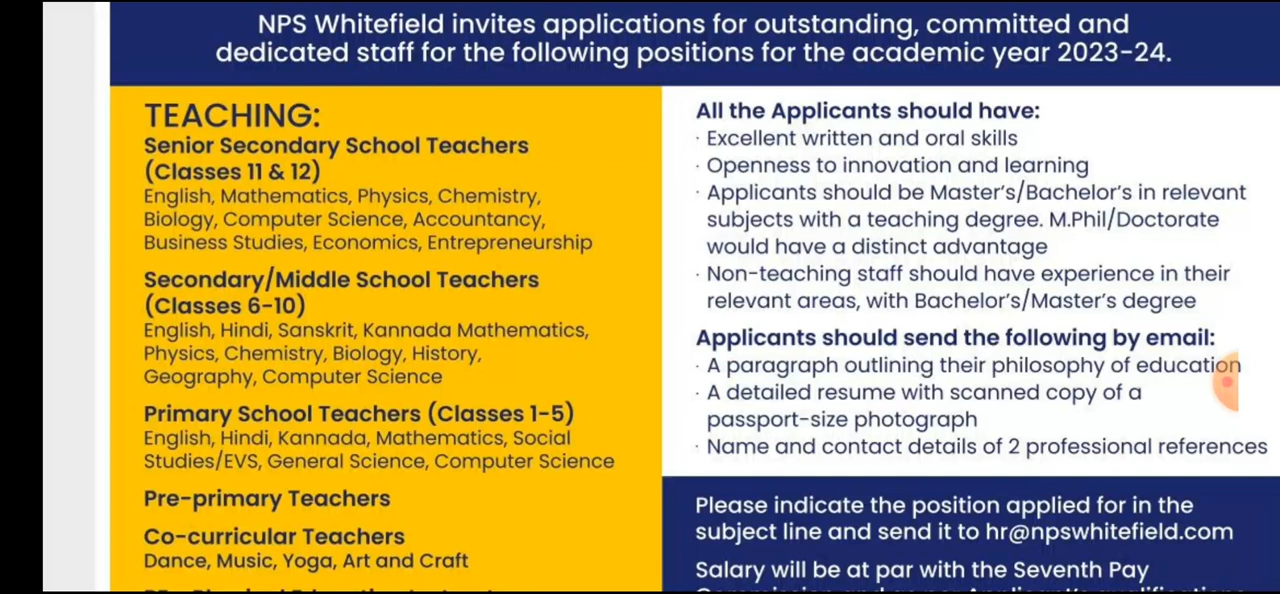 NPS Whitefield invites applications for outstanding, committed and
dedicated staff for the following positions for the academic year 2023-24.
TEACHING:
Senior Secondary School Teachers
(Classes 11 & 12)
English, Mathematics, Physics, Chemistry,
Biology, Computer Science, Accountancy,
Business Studies, Economics, Entrepreneurship
Secondary/Middle School Teachers
(Classes 6-10)
English, Hindi, Sanskrit, Kannada Mathematics,
Physics, Chemistry, Biology, History,
Geography, Computer Science
Primary School Teachers (Classes 1-5)
English, Hindi, Kannada, Mathematics, Social
Studies/EVS, General Science, Computer Science
Pre-primary Teachers
Co-curricular Teachers
Dance, Music, Yoga, Art and Craft
All the Applicants should have:
· Excellent written and oral skills
· Openness to innovation and learning
· Applicants should be Master's/Bachelor's in relevant
subjects with a teaching degree. M.Phil/Doctorate
would have a distinct advantage
· Non-teaching staff should have experience in their
relevant areas, with Bachelor's/Master's degree
Applicants should send the following by email:
· A paragraph outlining their philosophy of education
· A detailed resume with scanned copy of a
passport-size photograph
· Name and contact details of 2 professional references
Please indicate the position applied for in the
subject line and send it to hr@npswhitefield.com
Salary will be at par with the Seventh Pay